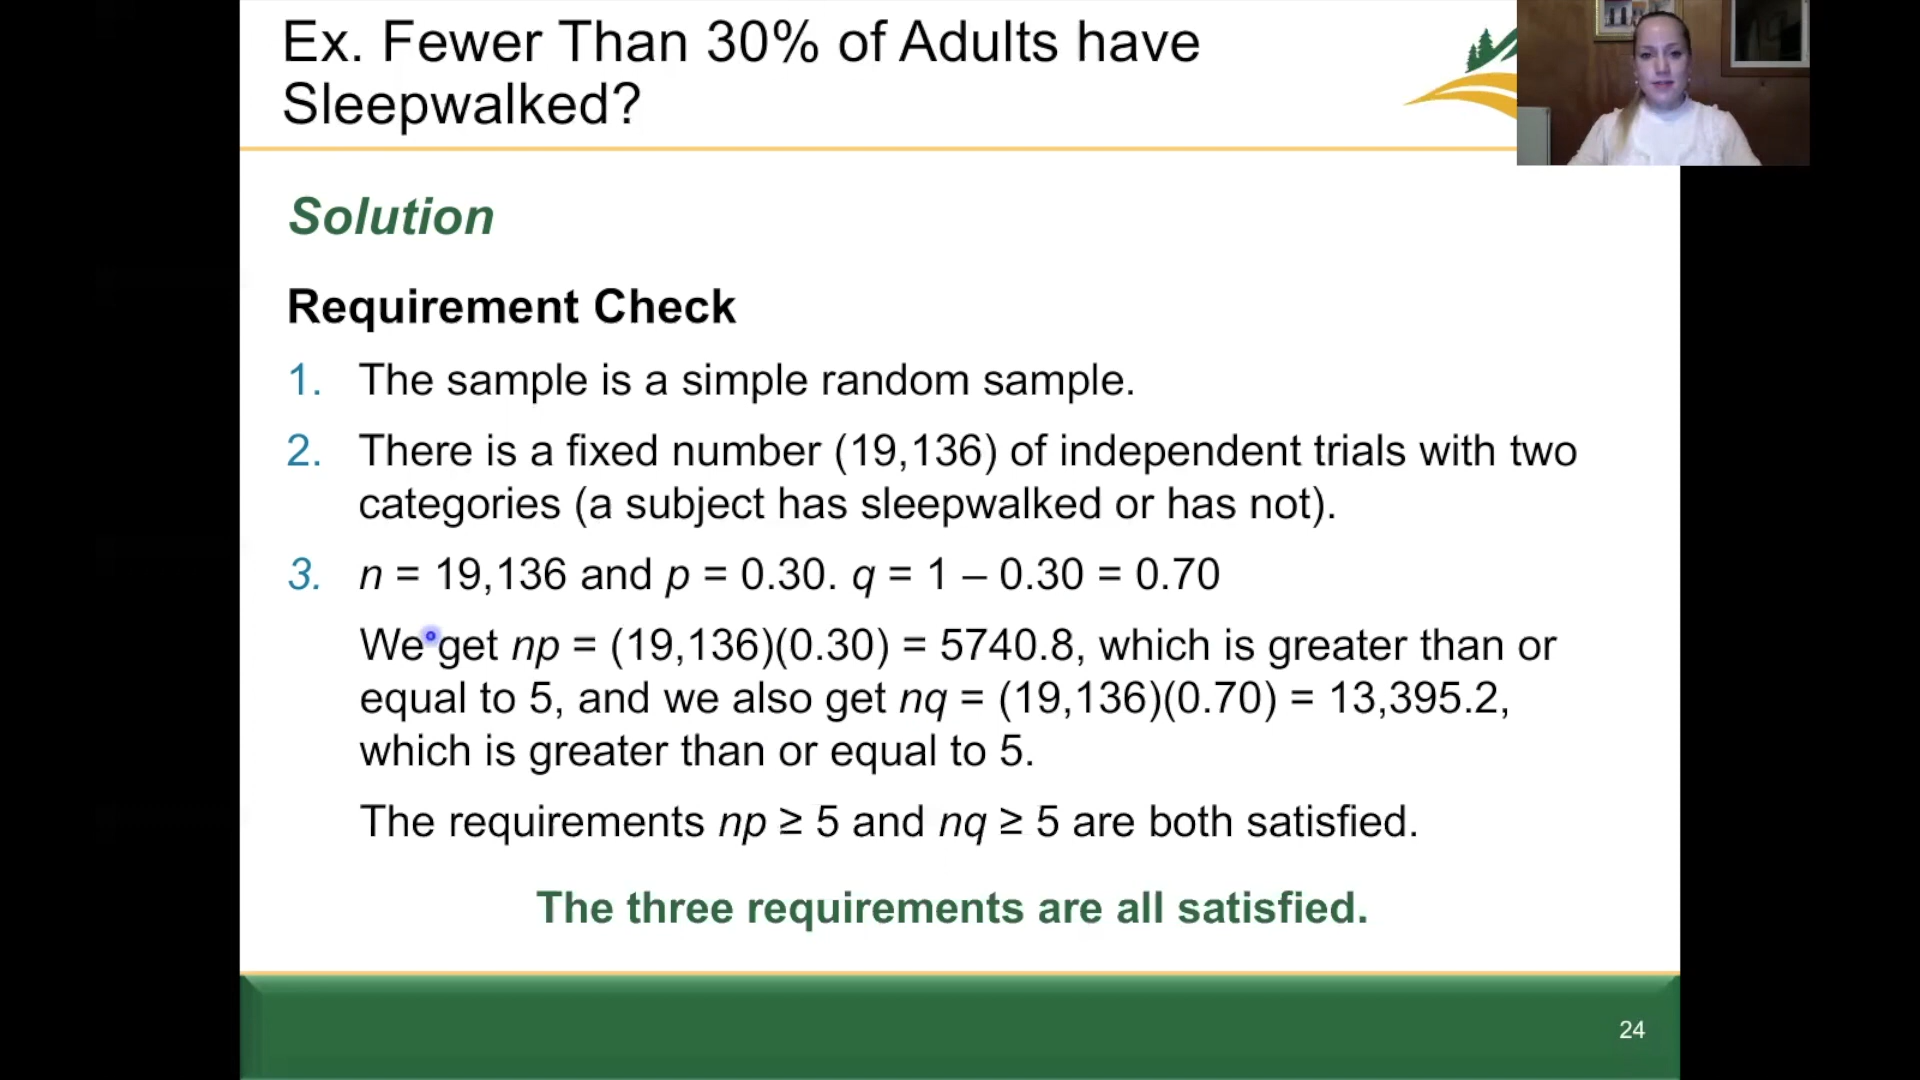 Ex. Fewer Than 30% of Adults have
Sleepwalked?
Solution
Requirement Check
1. The sample is a simple random sample.
2. There is a fixed number (19,136) of independent trials with two
categories (a subject has sleepwalked or has not).
3. n = 19,136 and p = 0.30. q = 1 – 0.30 = 0.70
We get np = (19,136)(0.30) = 5740.8, which is greater than or
equal to 5, and we also get nq = (19,136)(0.70) = 13,395.2,
which is greater than or equal to 5.
The requirements np ≥ 5 and nq ≥ 5 are both satisfied.
The three requirements are all satisfied.
24